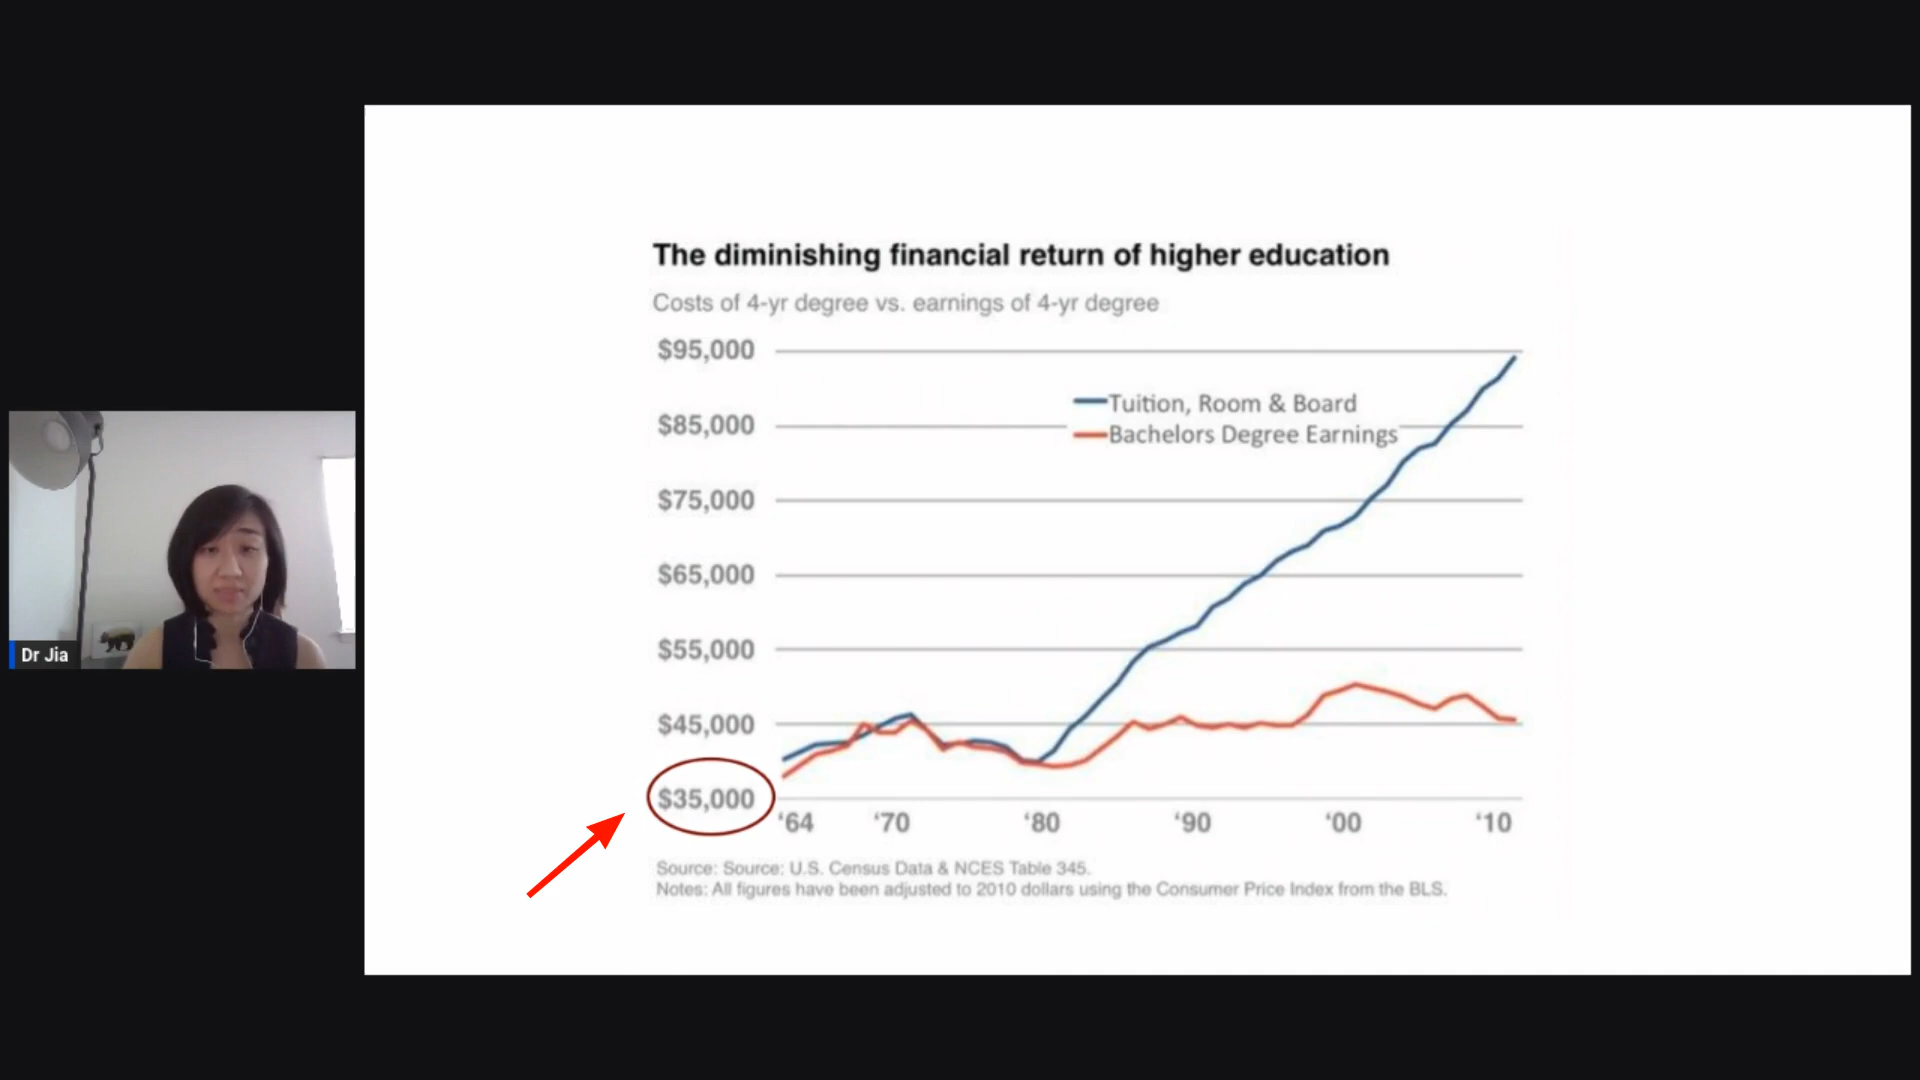 The diminishing financial return of higher education
Costs of 4-yr degree vs. earnings of 4-yr degree
$95,000
$85,000
$75,000
$65,000
$55,000
$45,000
$35,000
Tuition, Room & Board
Bachelors Degree Earnings
‘64 ‘70 ‘80 ‘90 ‘00 ‘10
Source: Source: U.S. Census Data & NCES Table 345.
Notes: All figures have been adjusted to 2010 dollars using the Consumer Price Index from the BLS.
Dr Jia